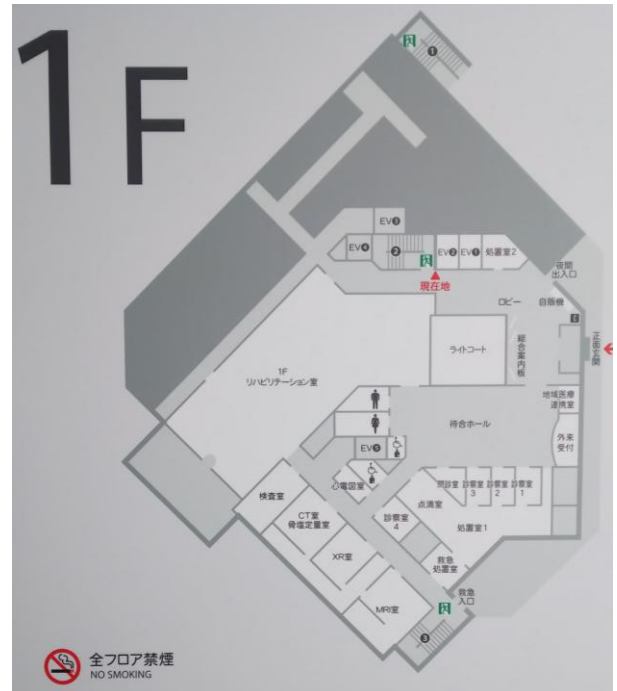 1F
❶
EV❸
EV❹
❷
EV❷
EV❶
処置室2
現在地
夜間
出入口
ロビー
自販機
総合案内板
正面玄関
ライトコート
1F
リハビリテーション室
地域医療
連携室
待合ホール
外来
受付
EV❺
心電図室
問診室
診察室
3
診察室
2
診察室
1
点滴室
検査室
診察室
4
処置室1
CT室
骨塩定量室
XR室
救急
処置室
救急
入口
MRI室
❸
全フロア禁煙
NO SMOKING